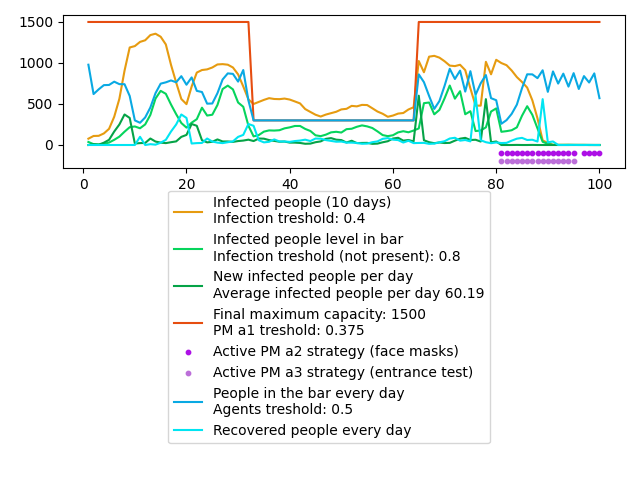 1500
1000
500
0
0 20 40 60 80 100
Infected people (10 days)
Infection treshold: 0.4
Infected people level in bar
Infection treshold (not present): 0.8
New infected people per day
Average infected people per day 60.19
Final maximum capacity: 1500
PM a1 treshold: 0.375
Active PM a2 strategy (face masks)
Active PM a3 strategy (entrance test)
People in the bar every day
Agents treshold: 0.5
Recovered people every day